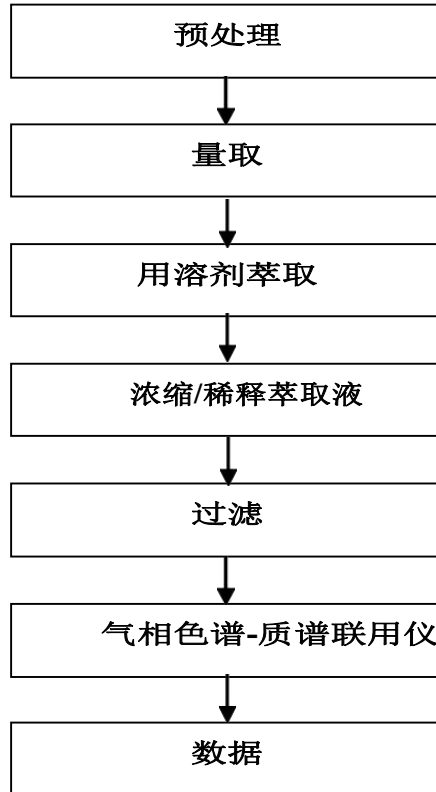 预处理
量取
用溶剂萃取
浓缩/稀释萃取液
过滤
气相色谱-质谱联用仪
数据